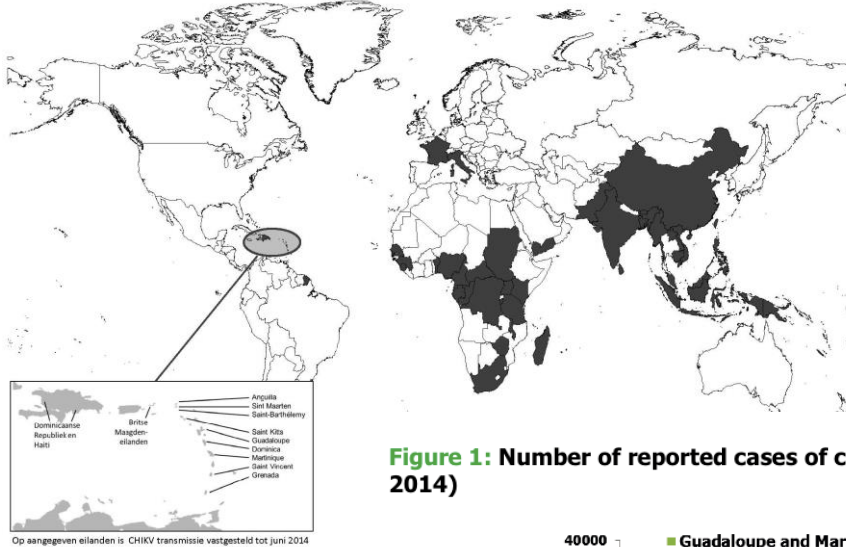 Dominicaanse
Republiek en
Haïti
Britse
Maagden-
eilanden
Anguilla
Sint Maarten
Saint-Barthélemy
Saint Kitts
Guadaloupe
Dominica
Martinique
Saint Vincent
Grenada
Op aangegeven eilanden is CHIKV transmissie vastgesteld tot juni 2014
Figure 1: Number of reported cases of c
2014)
40000
Guadaloupe and Mar